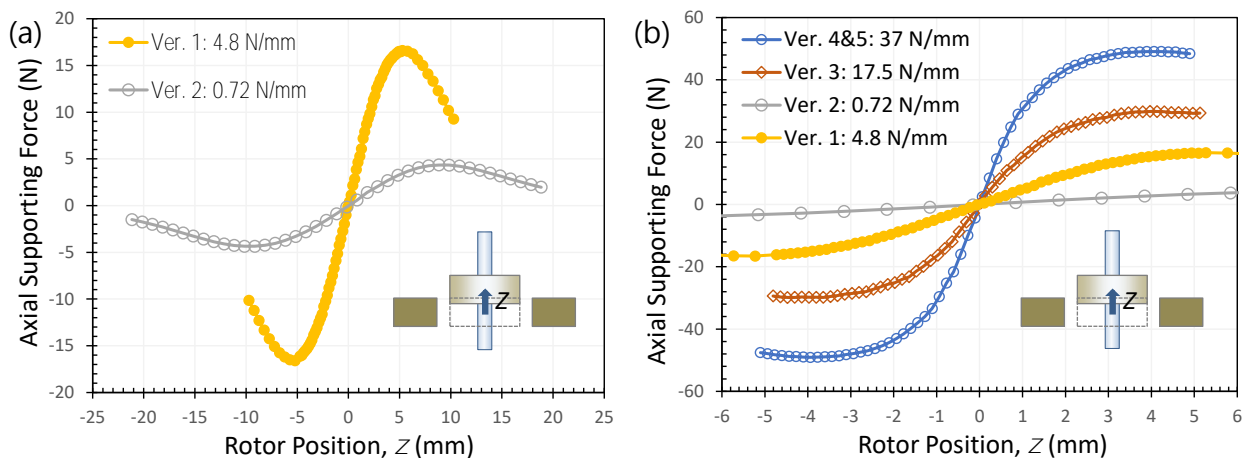 (a)
Axial Supporting Force (N)
20
15
10
5
0
-5
-10
-15
20
Ver. 1: 4.8 N/mm
Ver. 2: 0.72 N/mm
Z
-25 -20 -15 -10 -5 0 5 10 15 20 25
Rotor Position, Z (mm)
(b)
Axial Supporting Force (N)
60
40
20
0
-20
-40
-60
Ver. 4&5: 37 N/mm
Ver. 3: 17.5 N/mm
Ver. 2: 0.72 N/mm
Ver. 1: 4.8 N/mm
Z
-6 -5 -4 -3 -2 -1 0 1 2 3 4 5 6
Rotor Position, Z (mm)